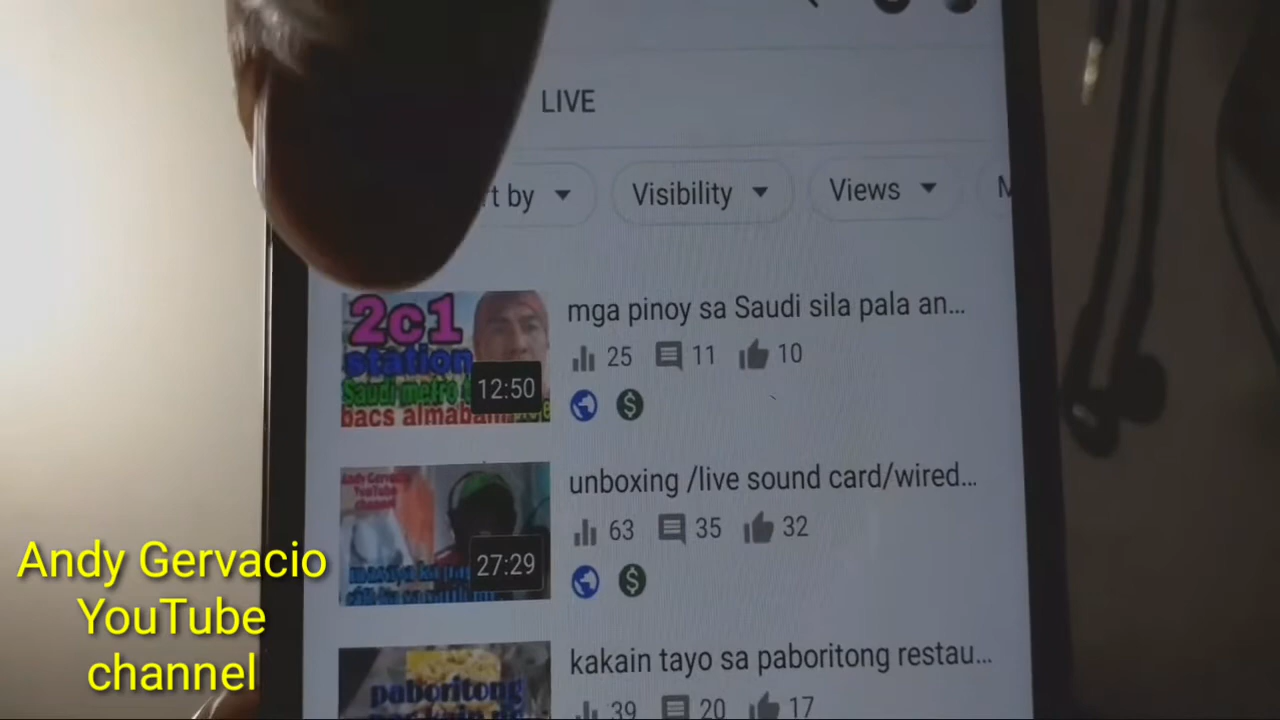 LIVE
rt by
Visibility
Views
M
2c1
station
Saudi metro
bacs almabani
12:50
mga pinoy sa Saudi sila pala an...
25
11
10
Andy Gervacio
YouTube
channel
27:29
unboxing /live sound card/wired...
63
35
32
paboritong
kakain tayo sa paboritong restau...
39
20
17
Andy Gervacio
YouTube
channel